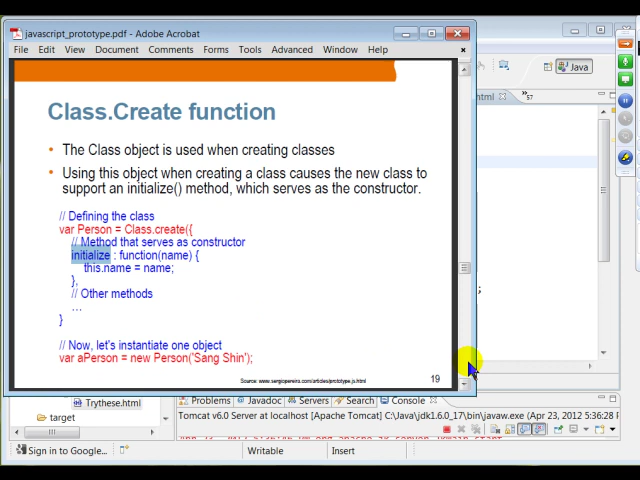 javascript_prototype.pdf - Adobe Acrobat
File Edit View Document Comments Forms Tools Advanced Window Help
Class.Create function
• The Class object is used when creating classes
• Using this object when creating a class causes the new class to
support an initialize() method, which serves as the constructor.
// Defining the class
var Person = Class.create({
// Method that serves as constructor
initialize : function(name) {
this.name = name;
},
// Other methods
...
}
// Now, let's instantiate one object
var aPerson = new Person('Sang Shin');
Source: www.sergiopereira.com/articles/prototype.js.html
19
Java
html
57
;
Trythese.html
target
Problems Javadoc Servers Search Console
Tomcat v6.0 Server at localhost [Apache Tomcat] C:\Java\jdk1.6.0_17\bin\javaw.exe (Apr 23, 2012 5:36:28 P
Sign in to Google...
Writable
Insert